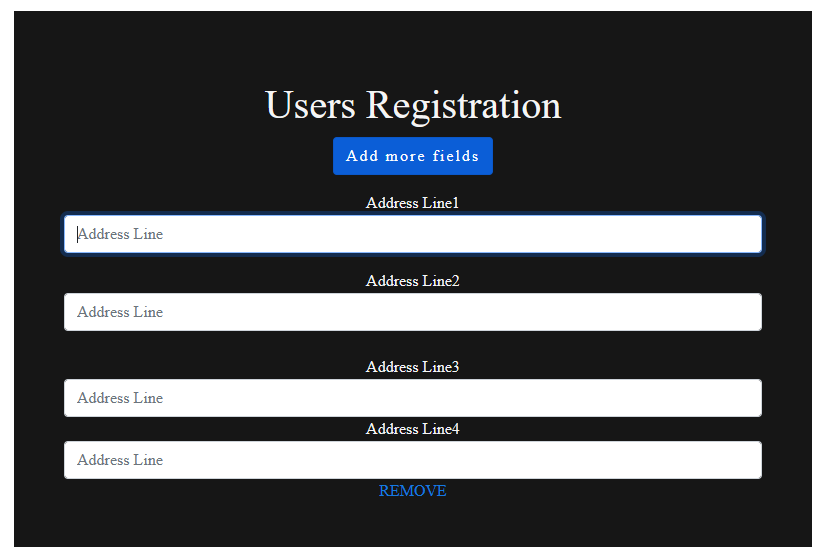 Users Registration
Add more fields
Address Line1
Address Line
Address Line2
Address Line
Address Line3
Address Line
Address Line4
Address Line
REMOVE